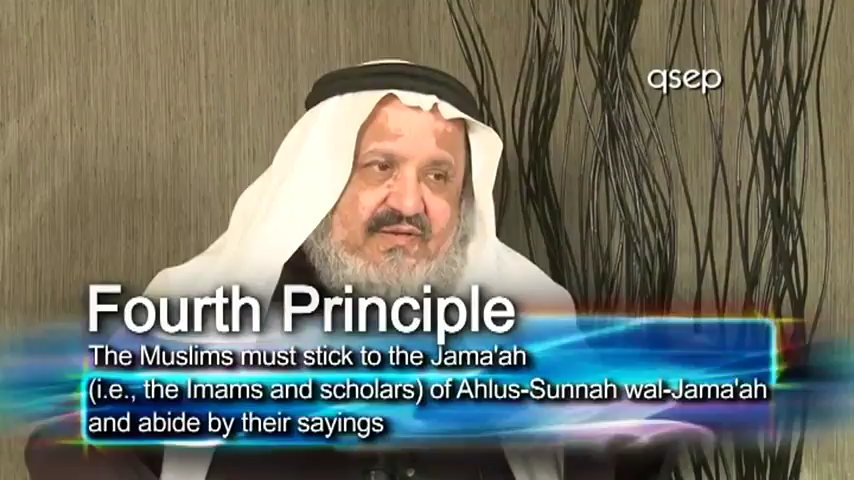 qsep
Fourth Principle
The Muslims must stick to the Jama'ah
(i.e., the Imams and scholars) of Ahlus-Sunnah wal-Jama'ah
and abide by their sayings